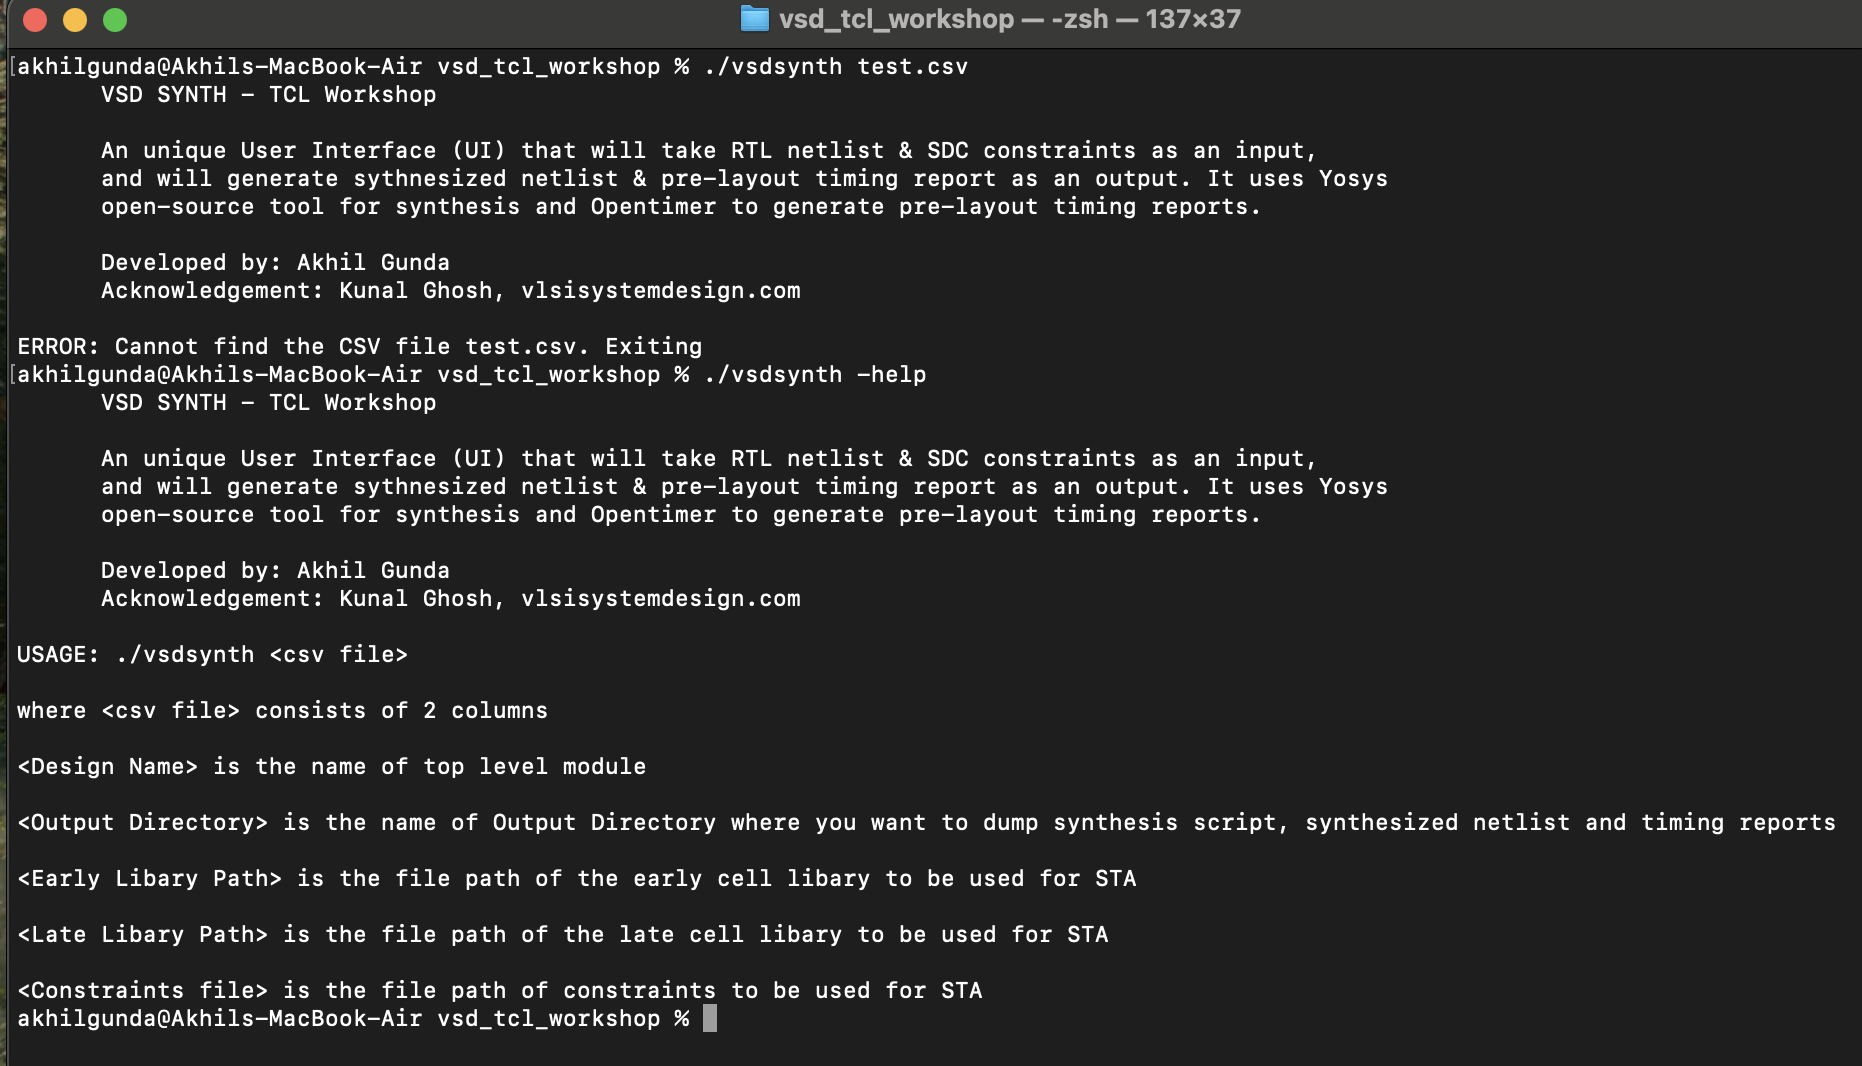 vsd_tcl_workshop — -zsh — 137×37
[akhilgunda@Akhils-MacBook-Air vsd_tcl_workshop % ./vsdsynth test.csv
VSD SYNTH - TCL Workshop
An unique User Interface (UI) that will take RTL netlist & SDC constraints as an input,
and will generate sythnesized netlist & pre-layout timing report as an output. It uses Yosys
open-source tool for synthesis and Opentimer to generate pre-layout timing reports.
Developed by: Akhil Gunda
Acknowledgement: Kunal Ghosh, vlsisystemdesign.com
ERROR: Cannot find the CSV file test.csv. Exiting
[akhilgunda@Akhils-MacBook-Air vsd_tcl_workshop % ./vsdsynth -help
VSD SYNTH - TCL Workshop
An unique User Interface (UI) that will take RTL netlist & SDC constraints as an input,
and will generate sythnesized netlist & pre-layout timing report as an output. It uses Yosys
open-source tool for synthesis and Opentimer to generate pre-layout timing reports.
Developed by: Akhil Gunda
Acknowledgement: Kunal Ghosh, vlsisystemdesign.com
USAGE: ./vsdsynth <csv file>
where <csv file> consists of 2 columns
<Design Name> is the name of top level module
<Output Directory> is the name of Output Directory where you want to dump synthesis script, synthesized netlist and timing reports
<Early Libary Path> is the file path of the early cell libary to be used for STA
<Late Libary Path> is the file path of the late cell libary to be used for STA
<Constraints file> is the file path of constraints to be used for STA
akhilgunda@Akhils-MacBook-Air vsd_tcl_workshop %